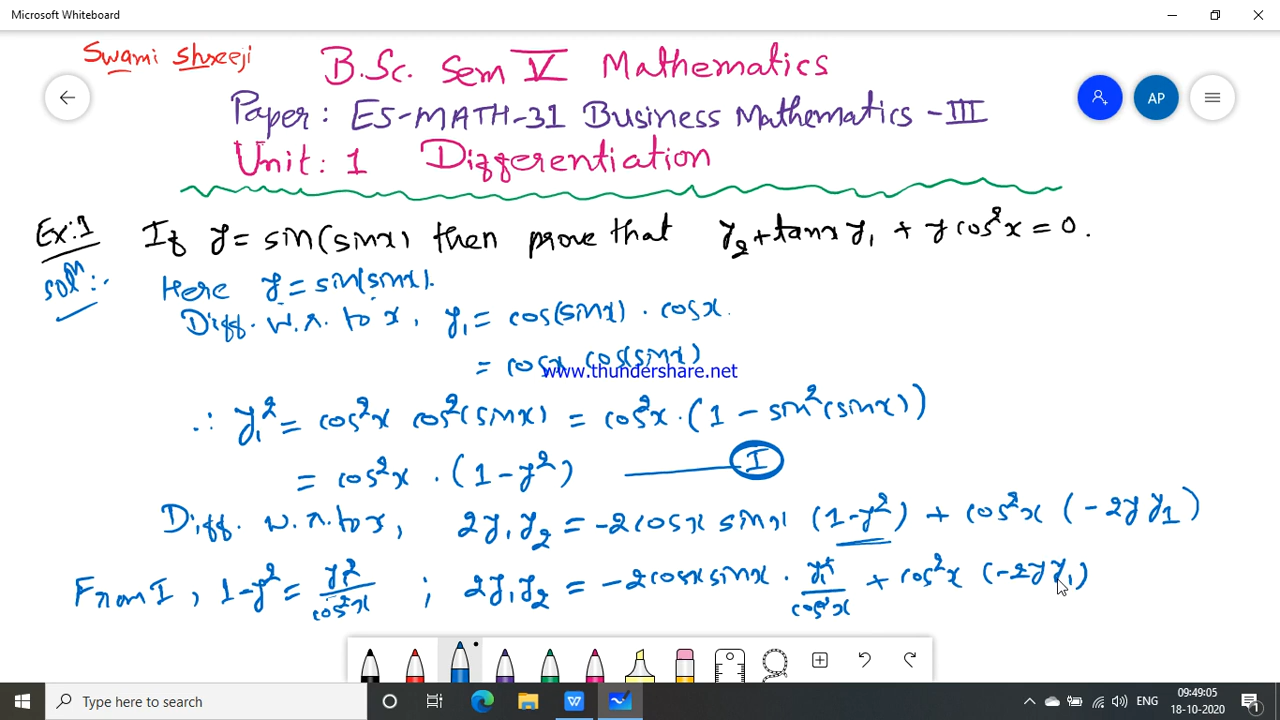 Microsoft Whiteboard
Swami Shreeji
B.Sc. Sem V Mathematics
AP
Paper: ES-MATH-31 Business Mathematics -III
Unit: 1 Differentiation
Ex:1 If y = sin(sinx) then prove that y₂ + tanx y₁ + y cos²x = 0.
Solⁿ:- Here y = sin(sinx).
Diff. w.r. to x, y₁ = cos(sinx) . cosx.
= cosx cos(sinx)
www.thundershare.net
∴ y₁² = cos²x cos²(sinx) = cos²x . (1 - sin²(sinx))
= cos²x . (1 - y²) I
Diff. w.r. to x, 2y₁y₂ = -2cosx sinx (1-y²) + cos²x (-2y y₁)
From I, 1-y² = y₁²/cos²x ; 2y₁y₂ = -2cosx sinx . y₁²/cos²x + cos²x (-2y y₁)
Type here to search
ENG
09:49:05
18-10-2020
1